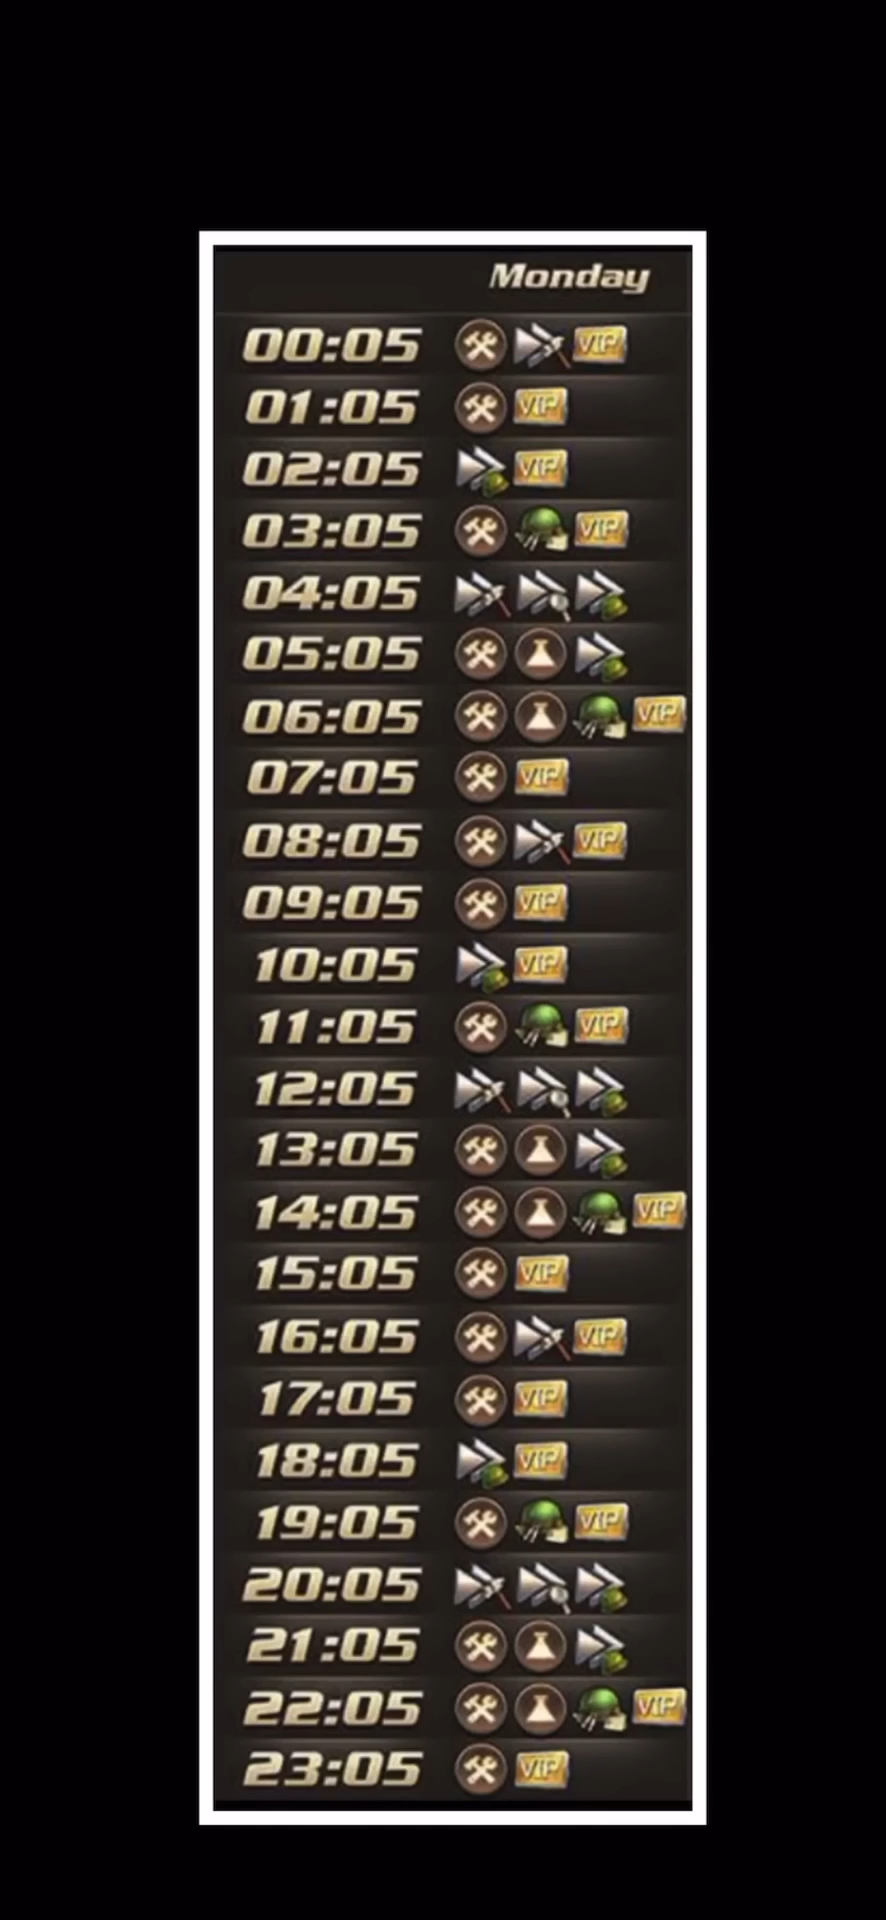 Monday
00:05 VIP
01:05 VIP
02:05 VIP
03:05 VIP
04:05
05:05
06:05 VIP
07:05 VIP
08:05 VIP
09:05 VIP
10:05 VIP
11:05 VIP
12:05
13:05
14:05 VIP
15:05 VIP
16:05 VIP
17:05 VIP
18:05 VIP
19:05 VIP
20:05
21:05
22:05 VIP
23:05 VIP